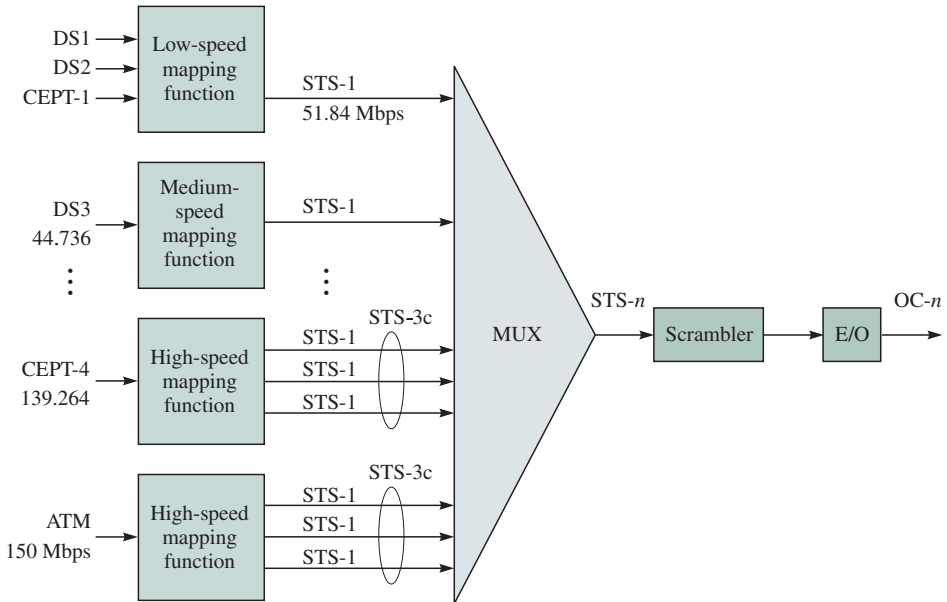 DS1
DS2
CEPT-1
Low-speed
mapping
function
STS-1
51.84 Mbps
DS3
44.736
Medium-
speed
mapping
function
STS-1
CEPT-4
139.264
High-speed
mapping
function
STS-1
STS-1
STS-1
STS-3c
ATM
150 Mbps
High-speed
mapping
function
STS-1
STS-1
STS-1
STS-3c
MUX
STS-n
Scrambler
E/O
OC-n